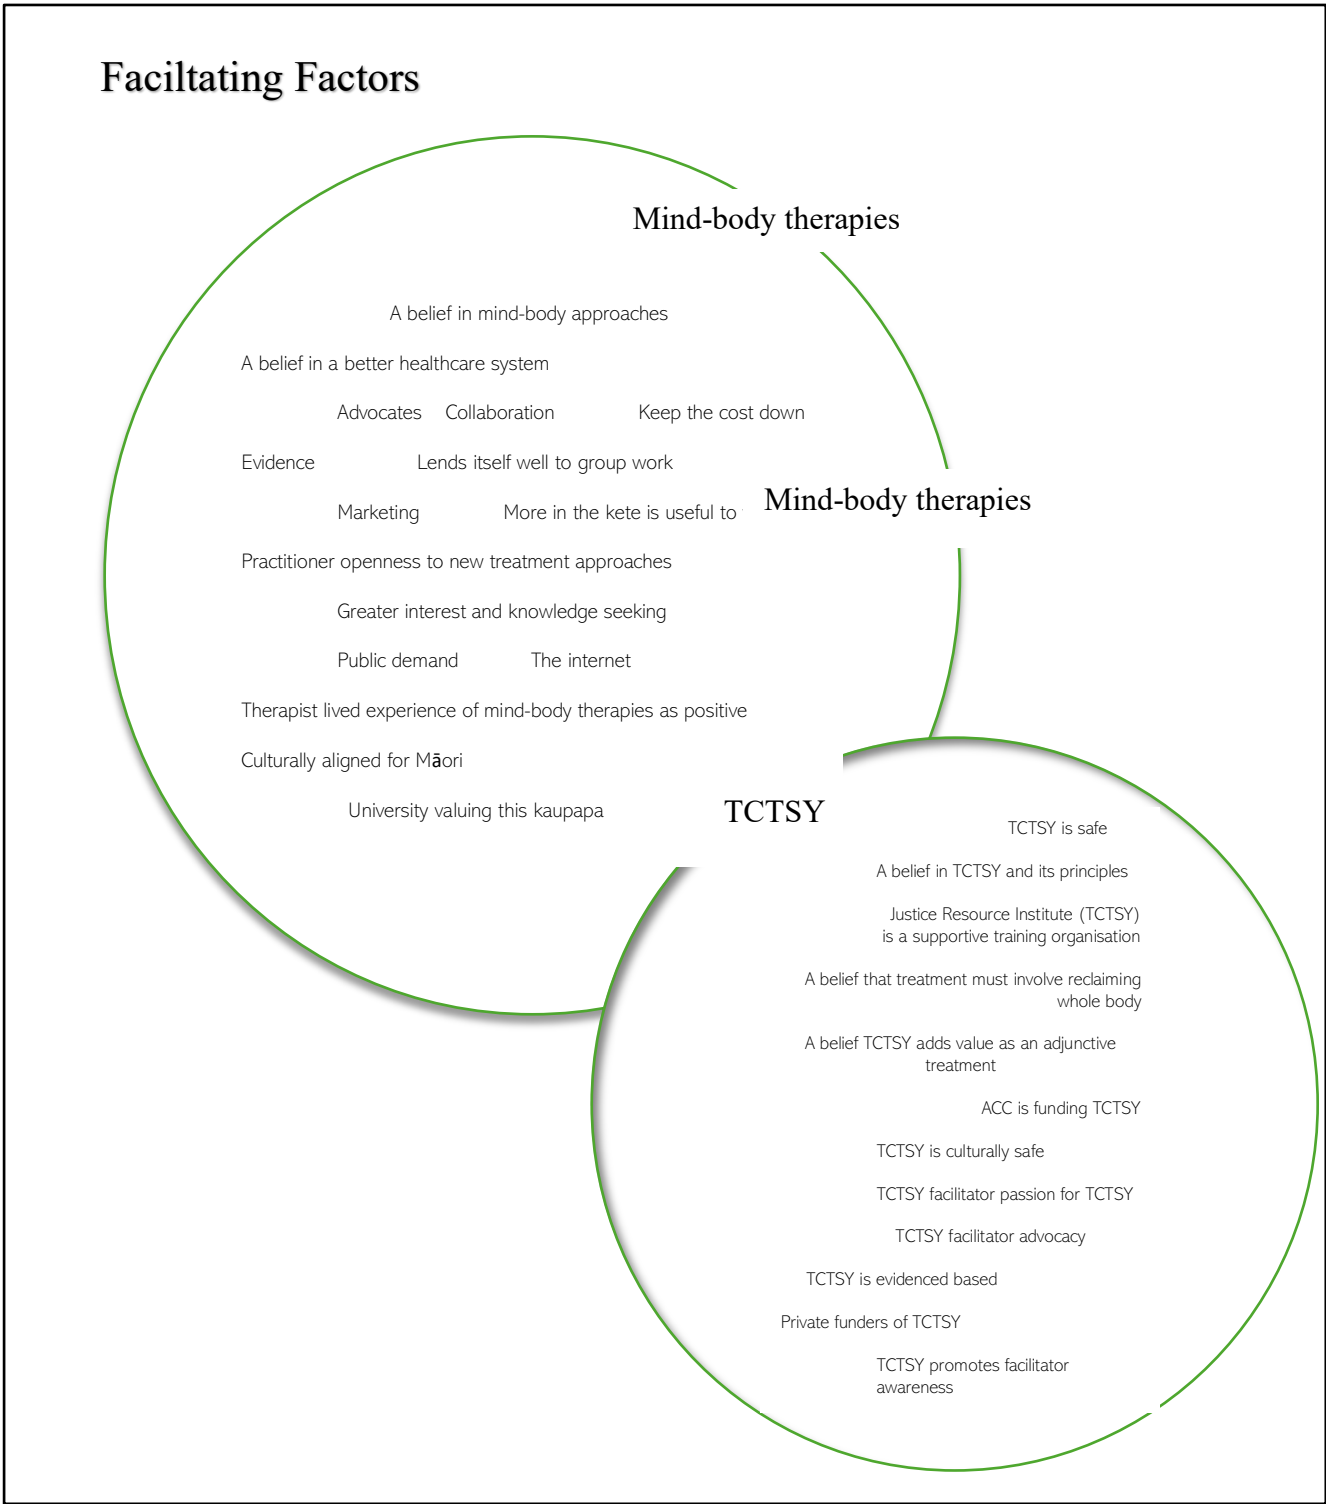 Faciltating Factors
Mind-body therapies
A belief in mind-body approaches
A belief in a better healthcare system
Advocates Collaboration Keep the cost down
Evidence Lends itself well to group work
Marketing More in the kete is useful to
Mind-body therapies
Practitioner openness to new treatment approaches
Greater interest and knowledge seeking
Public demand The internet
Therapist lived experience of mind-body therapies as positive
Culturally aligned for Māori
University valuing this kaupapa
TCTSY
TCTSY is safe
A belief in TCTSY and its principles
Justice Resource Institute (TCTSY)
is a supportive training organisation
A belief that treatment must involve reclaiming
whole body
A belief TCTSY adds value as an adjunctive
treatment
ACC is funding TCTSY
TCTSY is culturally safe
TCTSY facilitator passion for TCTSY
TCTSY facilitator advocacy
TCTSY is evidenced based
Private funders of TCTSY
TCTSY promotes facilitator
awareness